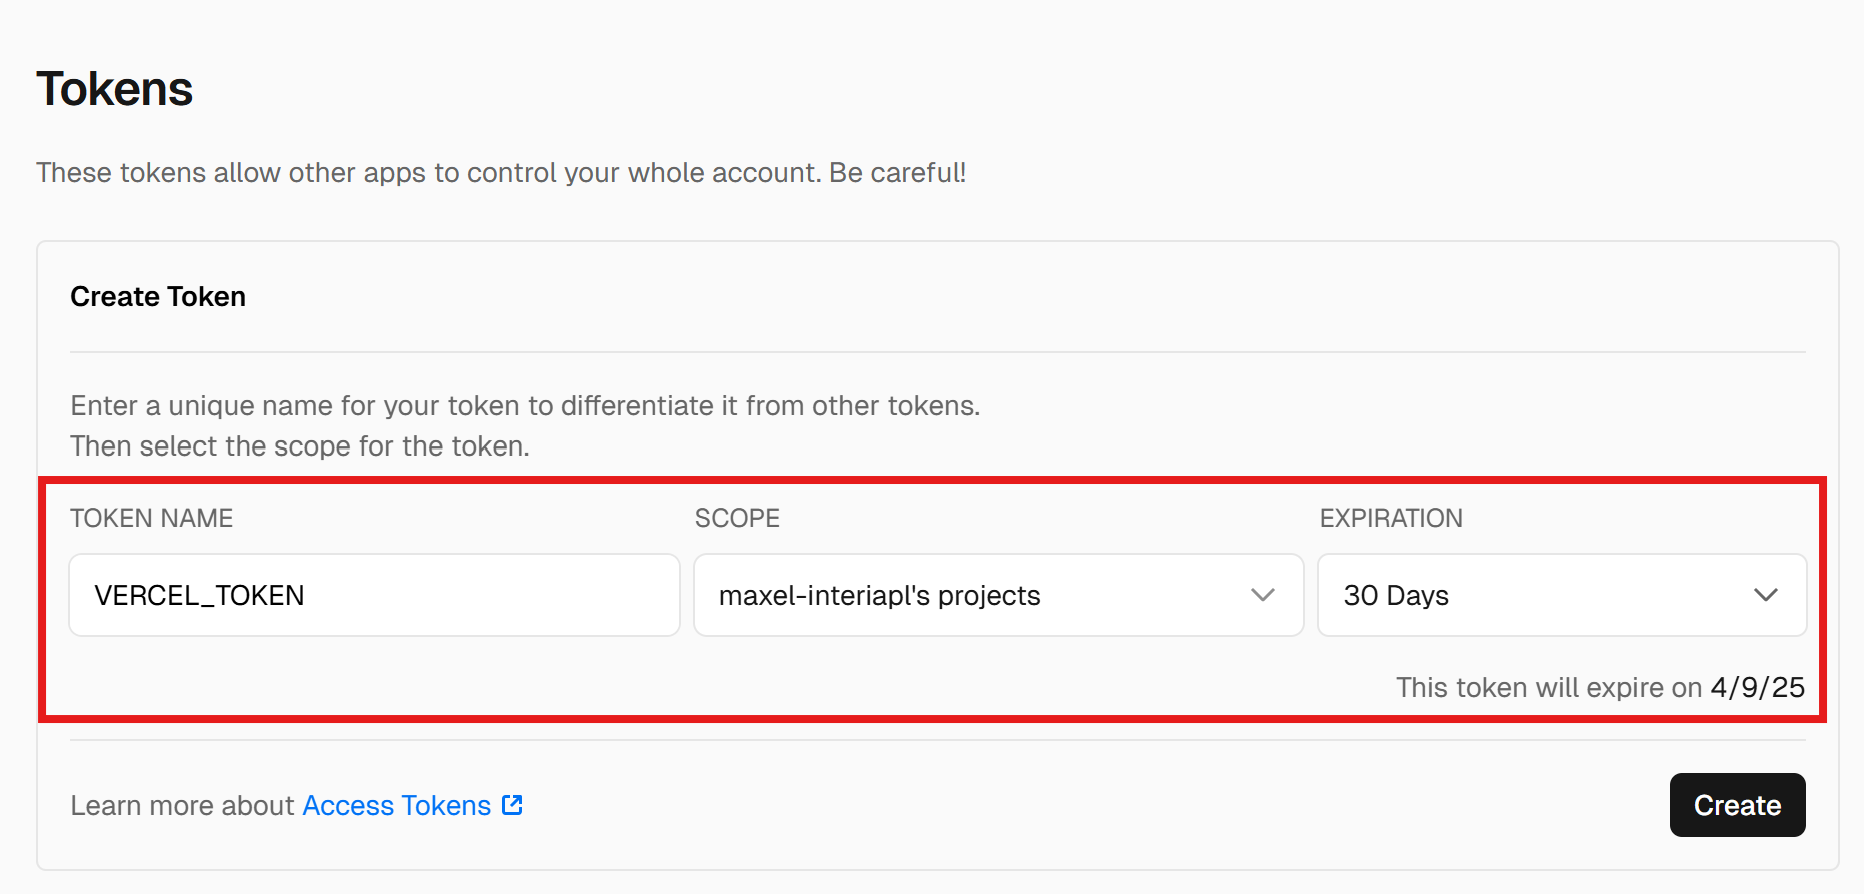 Tokens
These tokens allow other apps to control your whole account. Be careful!
Create Token
Enter a unique name for your token to differentiate it from other tokens.
Then select the scope for the token.
TOKEN NAME
SCOPE
EXPIRATION
VERCEL_TOKEN
maxel-interiapl's projects
30 Days
This token will expire on 4/9/25
Learn more about Access Tokens
Create